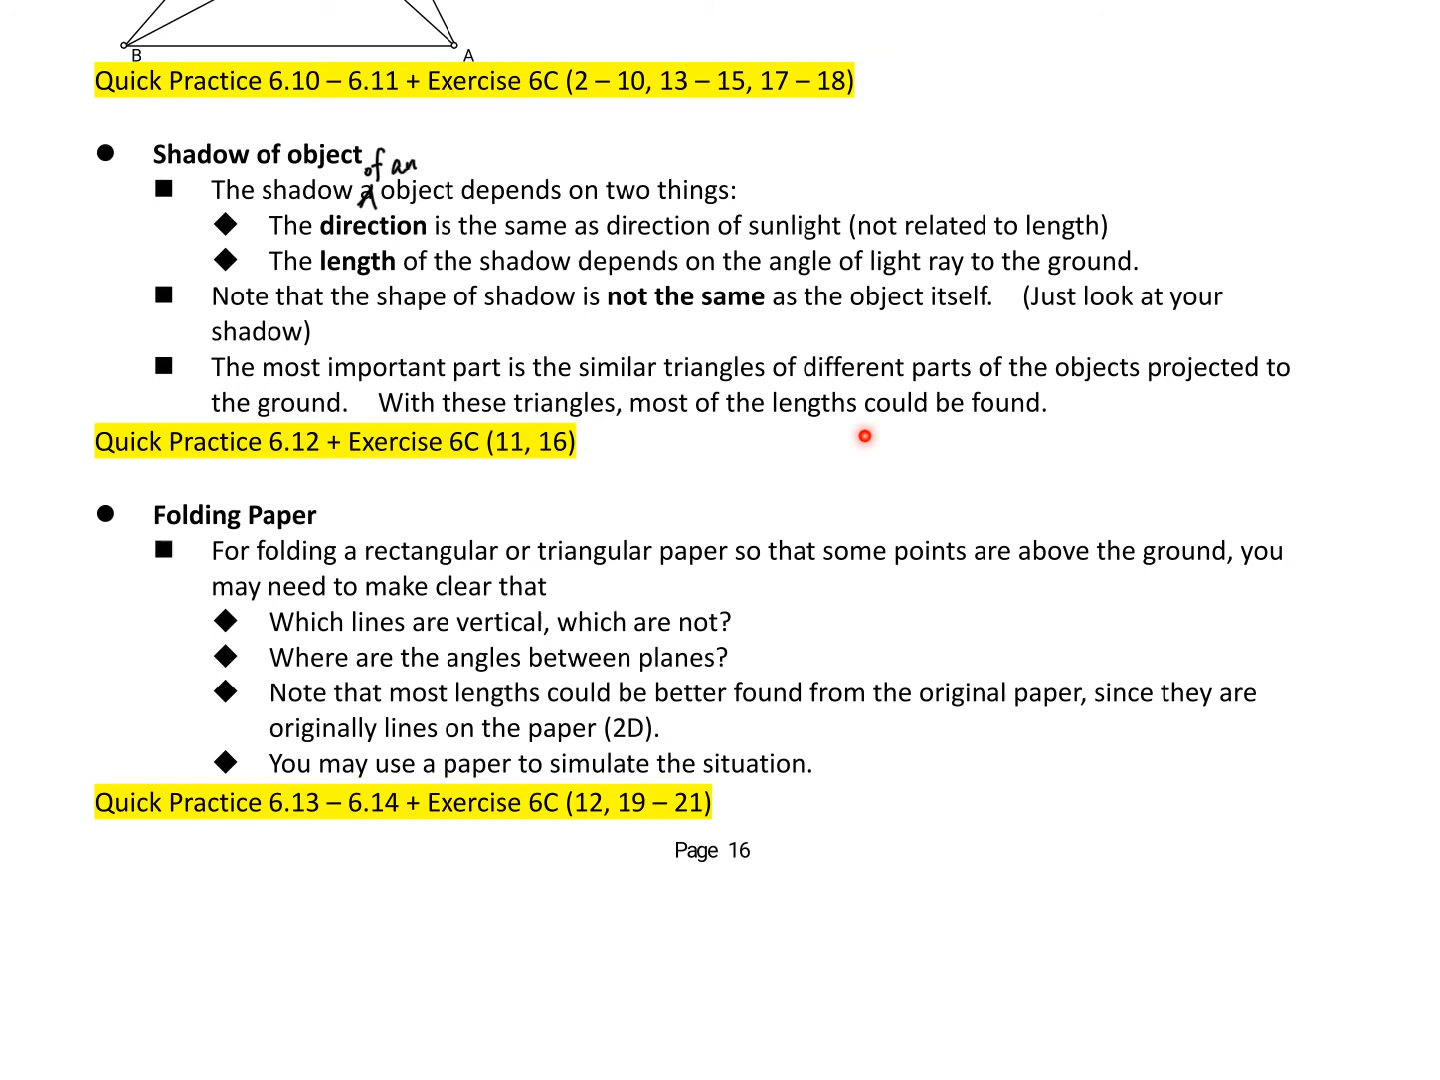 B
A
Quick Practice 6.10 – 6.11 + Exercise 6C (2 – 10, 13 – 15, 17 – 18)
● Shadow of object
of an
■ The shadow a object depends on two things:
◆ The direction is the same as direction of sunlight (not related to length)
◆ The length of the shadow depends on the angle of light ray to the ground.
■ Note that the shape of shadow is not the same as the object itself. (Just look at your
shadow)
■ The most important part is the similar triangles of different parts of the objects projected to
the ground. With these triangles, most of the lengths could be found.
Quick Practice 6.12 + Exercise 6C (11, 16)
● Folding Paper
■ For folding a rectangular or triangular paper so that some points are above the ground, you
may need to make clear that
◆ Which lines are vertical, which are not?
◆ Where are the angles between planes?
◆ Note that most lengths could be better found from the original paper, since they are
originally lines on the paper (2D).
◆ You may use a paper to simulate the situation.
Quick Practice 6.13 – 6.14 + Exercise 6C (12, 19 – 21)
Page 16